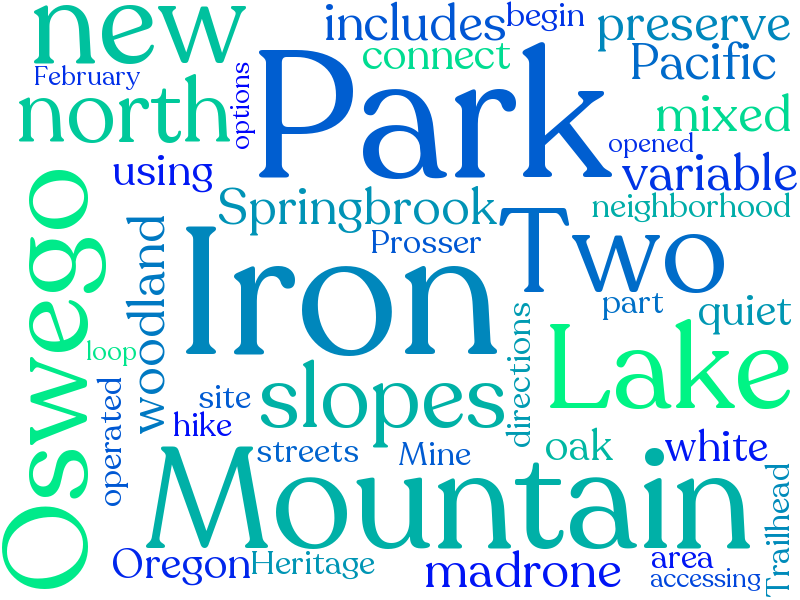 new
includes
begin
preserve
February
options
connect
Pacific
Park
north
mixed
opened
using
variable
Springbrook
neighborhood
Oswego
woodland
Prosser
Two
Iron
part
quiet
directions
loop
Lake
operated
site
slopes
hike
streets
Mine
oak
white
Mountain
Trailhead
Oregon
Heritage
madrone
area
accessing